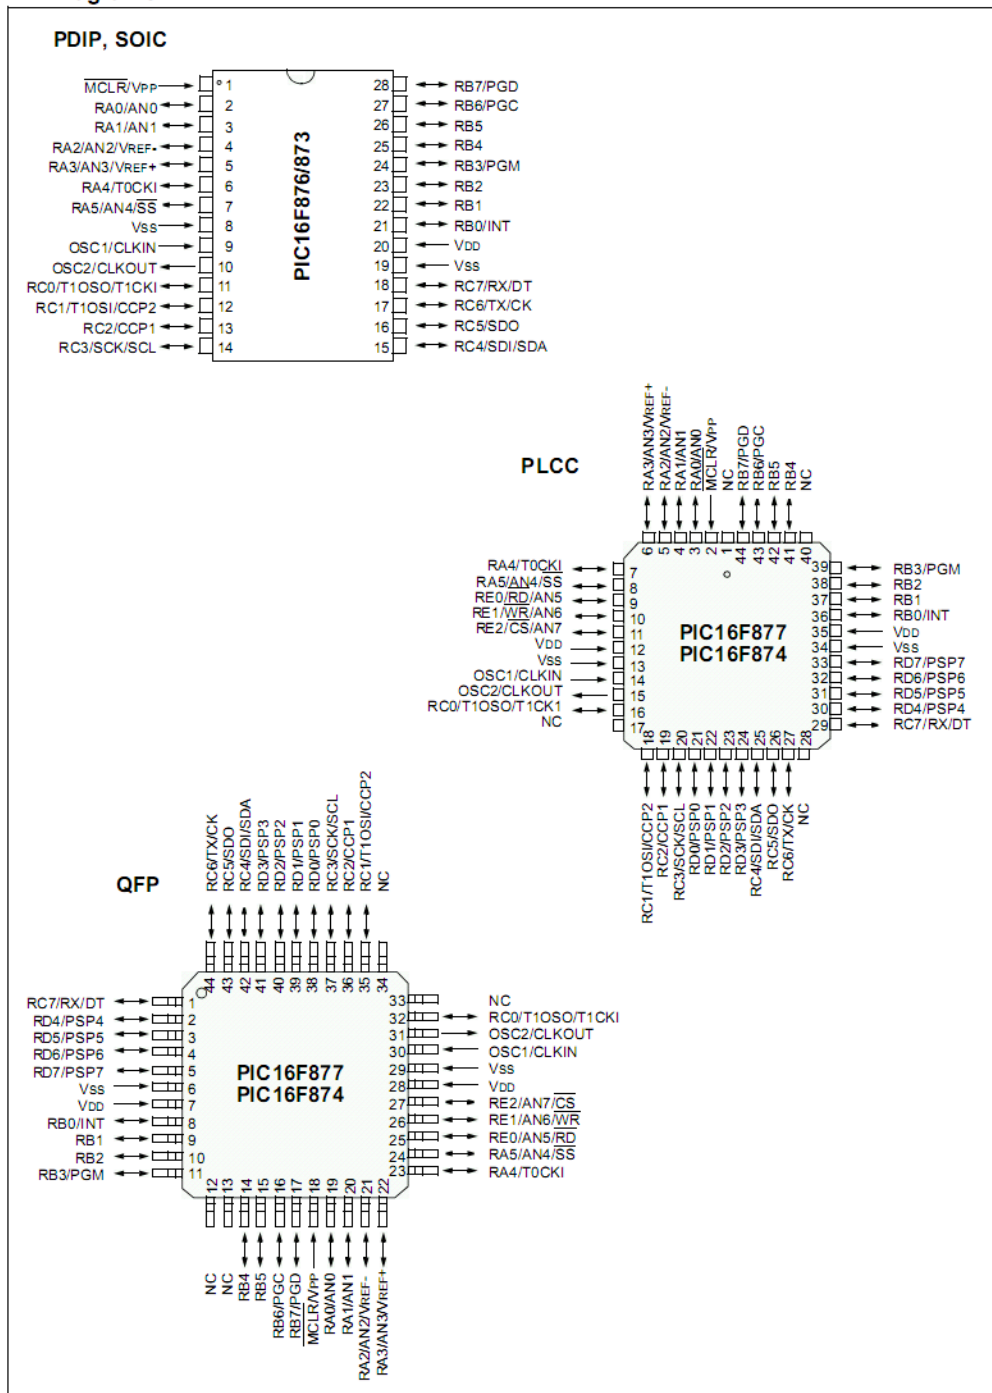 PDIP, SOIC
MCLR/VPP 1
RA0/AN0 2
RA1/AN1 3
RA2/AN2/VREF- 4
RA3/AN3/VREF+ 5
RA4/T0CKI 6
RA5/AN4/SS 7
VSS 8
OSC1/CLKIN 9
OSC2/CLKOUT 10
RC0/T1OSO/T1CKI 11
RC1/T1OSI/CCP2 12
RC2/CCP1 13
RC3/SCK/SCL 14
PIC16F876/873
28 RB7/PGD
27 RB6/PGC
26 RB5
25 RB4
24 RB3/PGM
23 RB2
22 RB1
21 RB0/INT
20 VDD
19 VSS
18 RC7/RX/DT
17 RC6/TX/CK
16 RC5/SDO
15 RC4/SDI/SDA
PLCC
RA3/AN3/VREF+ 6
RA2/AN2/VREF- 5
RA1/AN1 4
RA0/AN0 3
MCLR/VPP 2
NC 1
RB7/PGD 44
RB6/PGC 43
RB5 42
RB4 41
NC 40
RA4/T0CKI 7
RA5/AN4/SS 8
RE0/RD/AN5 9
RE1/WR/AN6 10
RE2/CS/AN7 11
VDD 12
VSS 13
OSC1/CLKIN 14
OSC2/CLKOUT 15
RC0/T1OSO/T1CK1 16
NC 17
PIC16F877
PIC16F874
39 RB3/PGM
38 RB2
37 RB1
36 RB0/INT
35 VDD
34 VSS
33 RD7/PSP7
32 RD6/PSP6
31 RD5/PSP5
30 RD4/PSP4
29 RC7/RX/DT
18 RC1/T1OSI/CCP2
19 RC2/CCP1
20 RC3/SCK/SCL
21 RD0/PSP0
22 RD1/PSP1
23 RD2/PSP2
24 RD3/PSP3
25 RC4/SDI/SDA
26 RC5/SDO
27 RC6/TX/CK
28 NC
QFP
RC6/TX/CK 44
RC5/SDO 43
RC4/SDI/SDA 42
RD3/PSP3 41
RD2/PSP2 40
RD1/PSP1 39
RD0/PSP0 38
RC3/SCK/SCL 37
RC2/CCP1 36
RC1/T1OSI/CCP2 35
NC 34
RC7/RX/DT 1
RD4/PSP4 2
RD5/PSP5 3
RD6/PSP6 4
RD7/PSP7 5
VSS 6
VDD 7
RB0/INT 8
RB1 9
RB2 10
RB3/PGM 11
PIC16F877
PIC16F874
33 NC
32 RC0/T1OSO/T1CKI
31 OSC2/CLKOUT
30 OSC1/CLKIN
29 VSS
28 VDD
27 RE2/AN7/CS
26 RE1/AN6/WR
25 RE0/AN5/RD
24 RA5/AN4/SS
23 RA4/T0CKI
12 NC
13 NC
14 RB4
15 RB5
16 RB6/PGC
17 RB7/PGD
18 MCLR/VPP
19 RA0/AN0
20 RA1/AN1
21 RA2/AN2/VREF-
22 RA3/AN3/VREF+